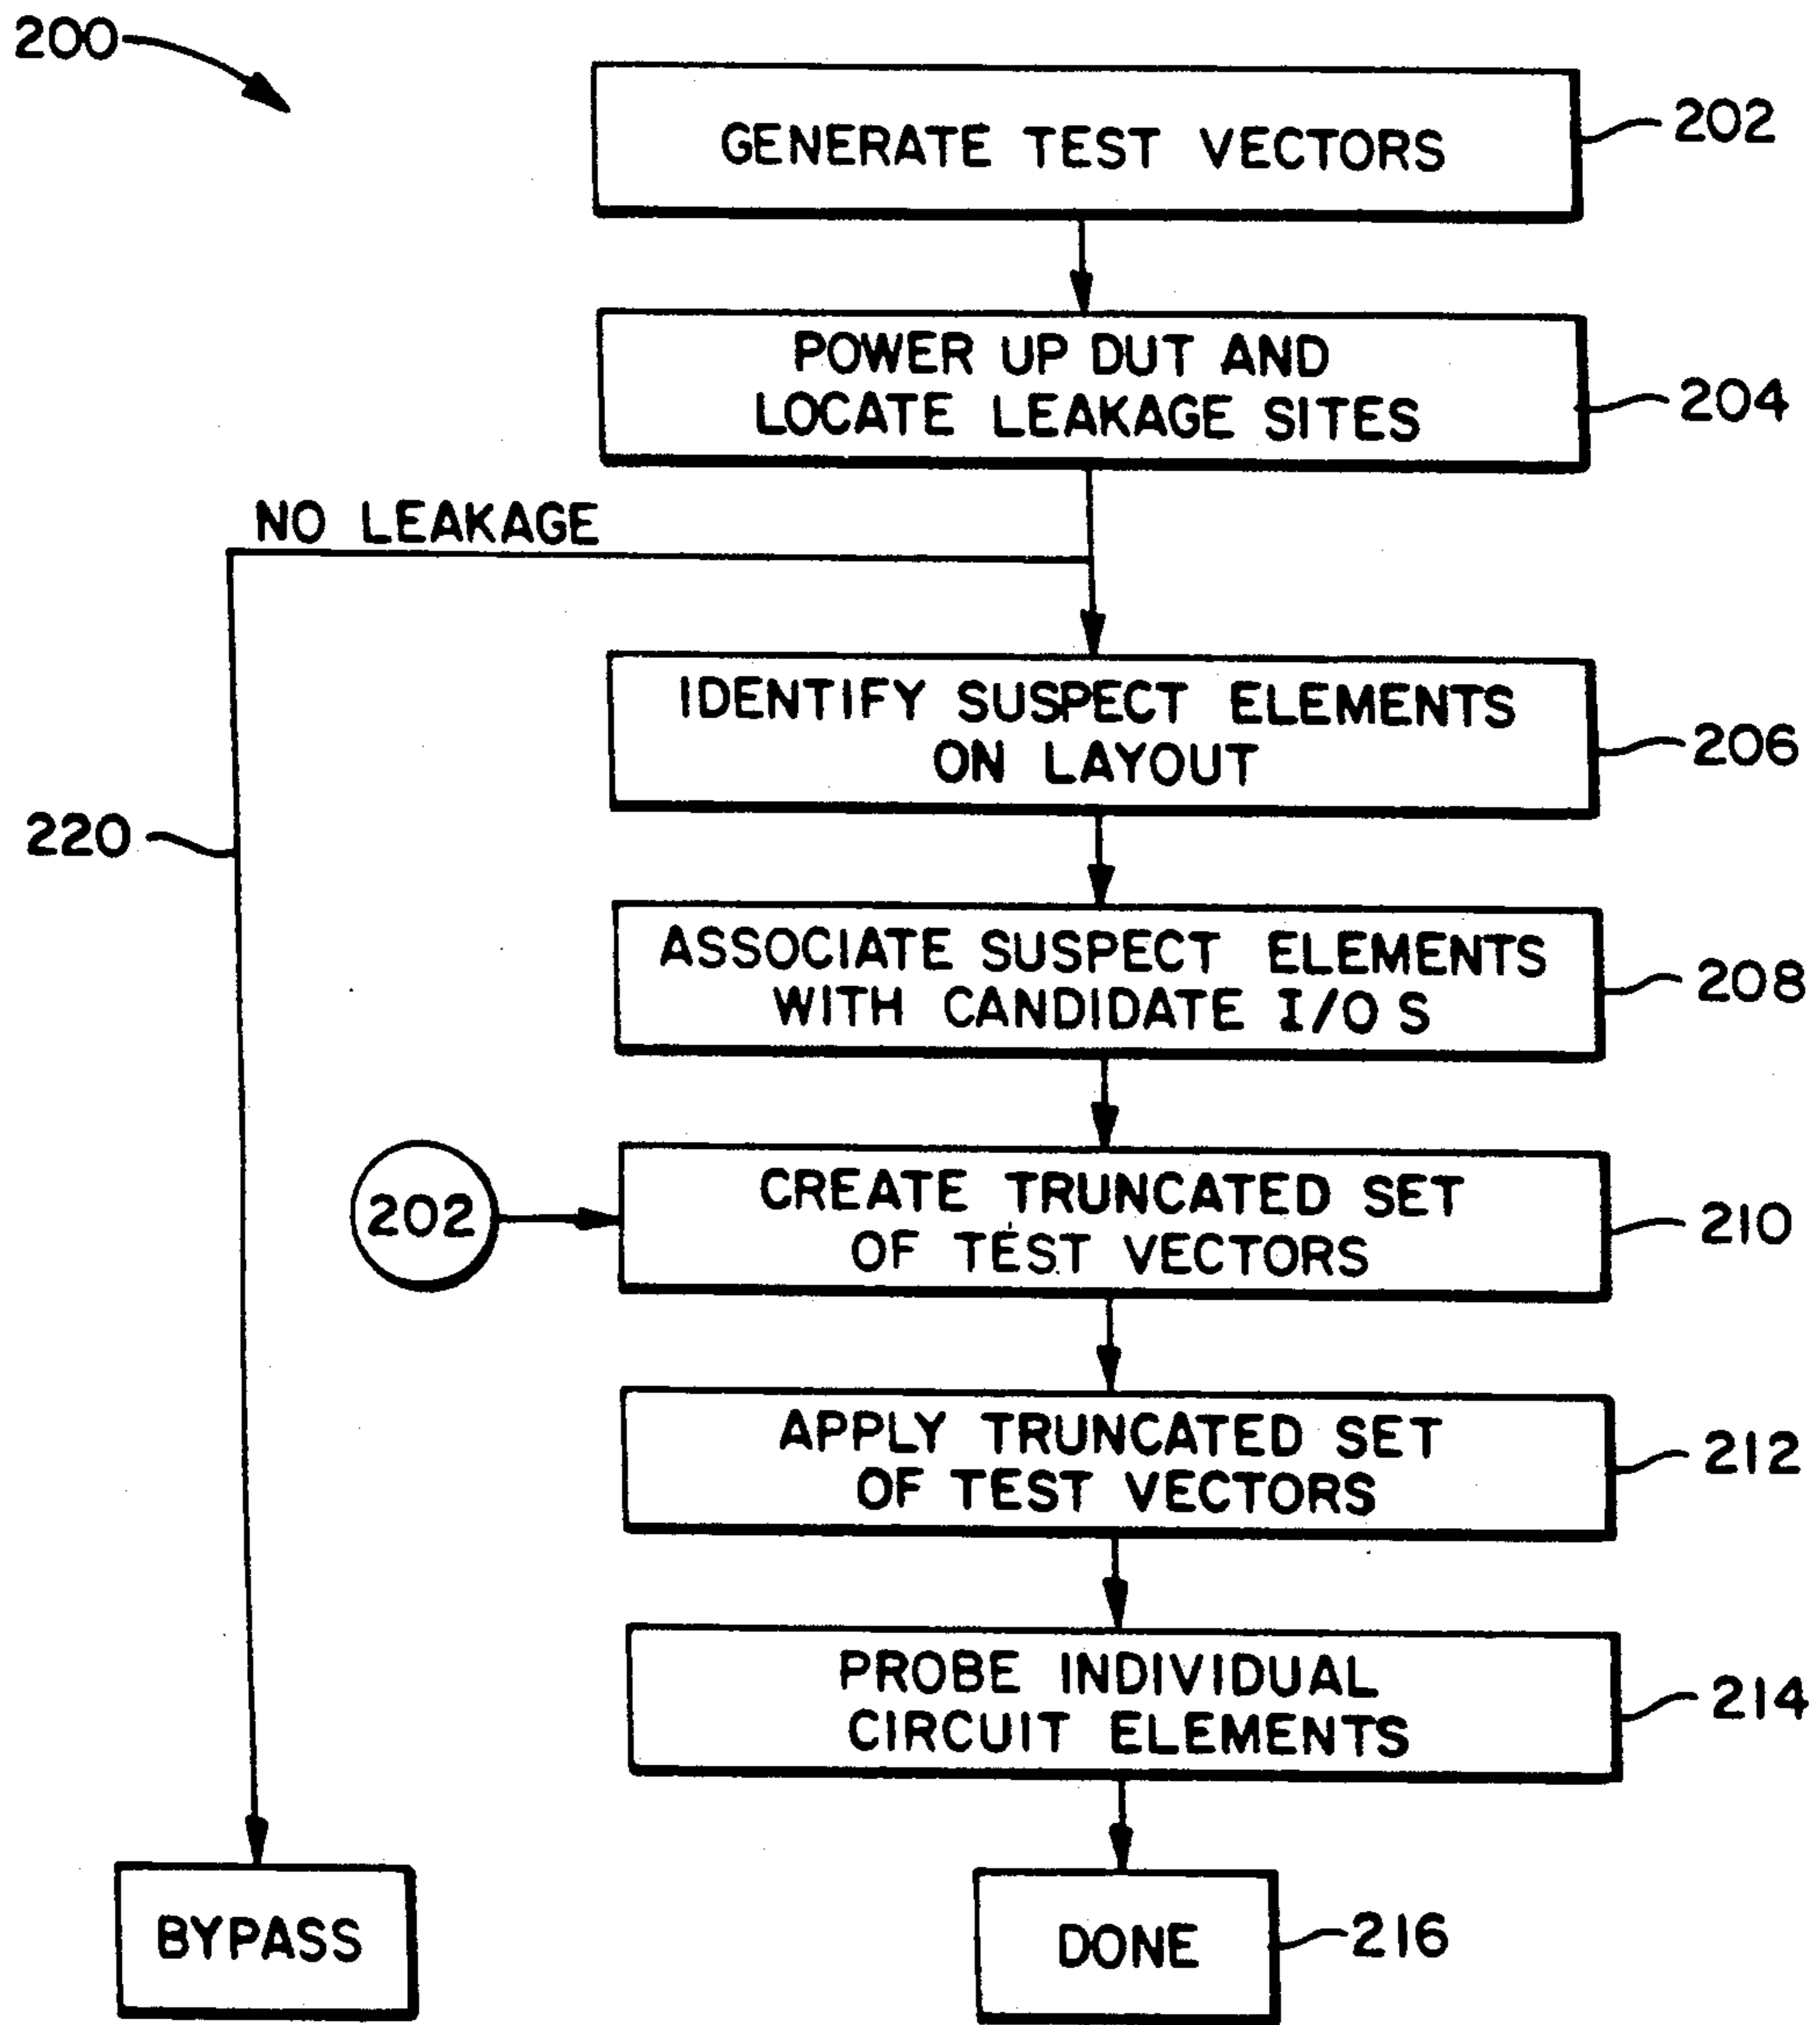 200
GENERATE TEST VECTORS
202
POWER UP DUT AND
LOCATE LEAKAGE SITES
204
NO LEAKAGE
IDENTIFY SUSPECT ELEMENTS
ON LAYOUT
206
220
ASSOCIATE SUSPECT ELEMENTS
WITH CANDIDATE I/O S
208
202
CREATE TRUNCATED SET
OF TEST VECTORS
210
APPLY TRUNCATED SET
OF TEST VECTORS
212
PROBE INDIVIDUAL
CIRCUIT ELEMENTS
214
BYPASS
DONE
216